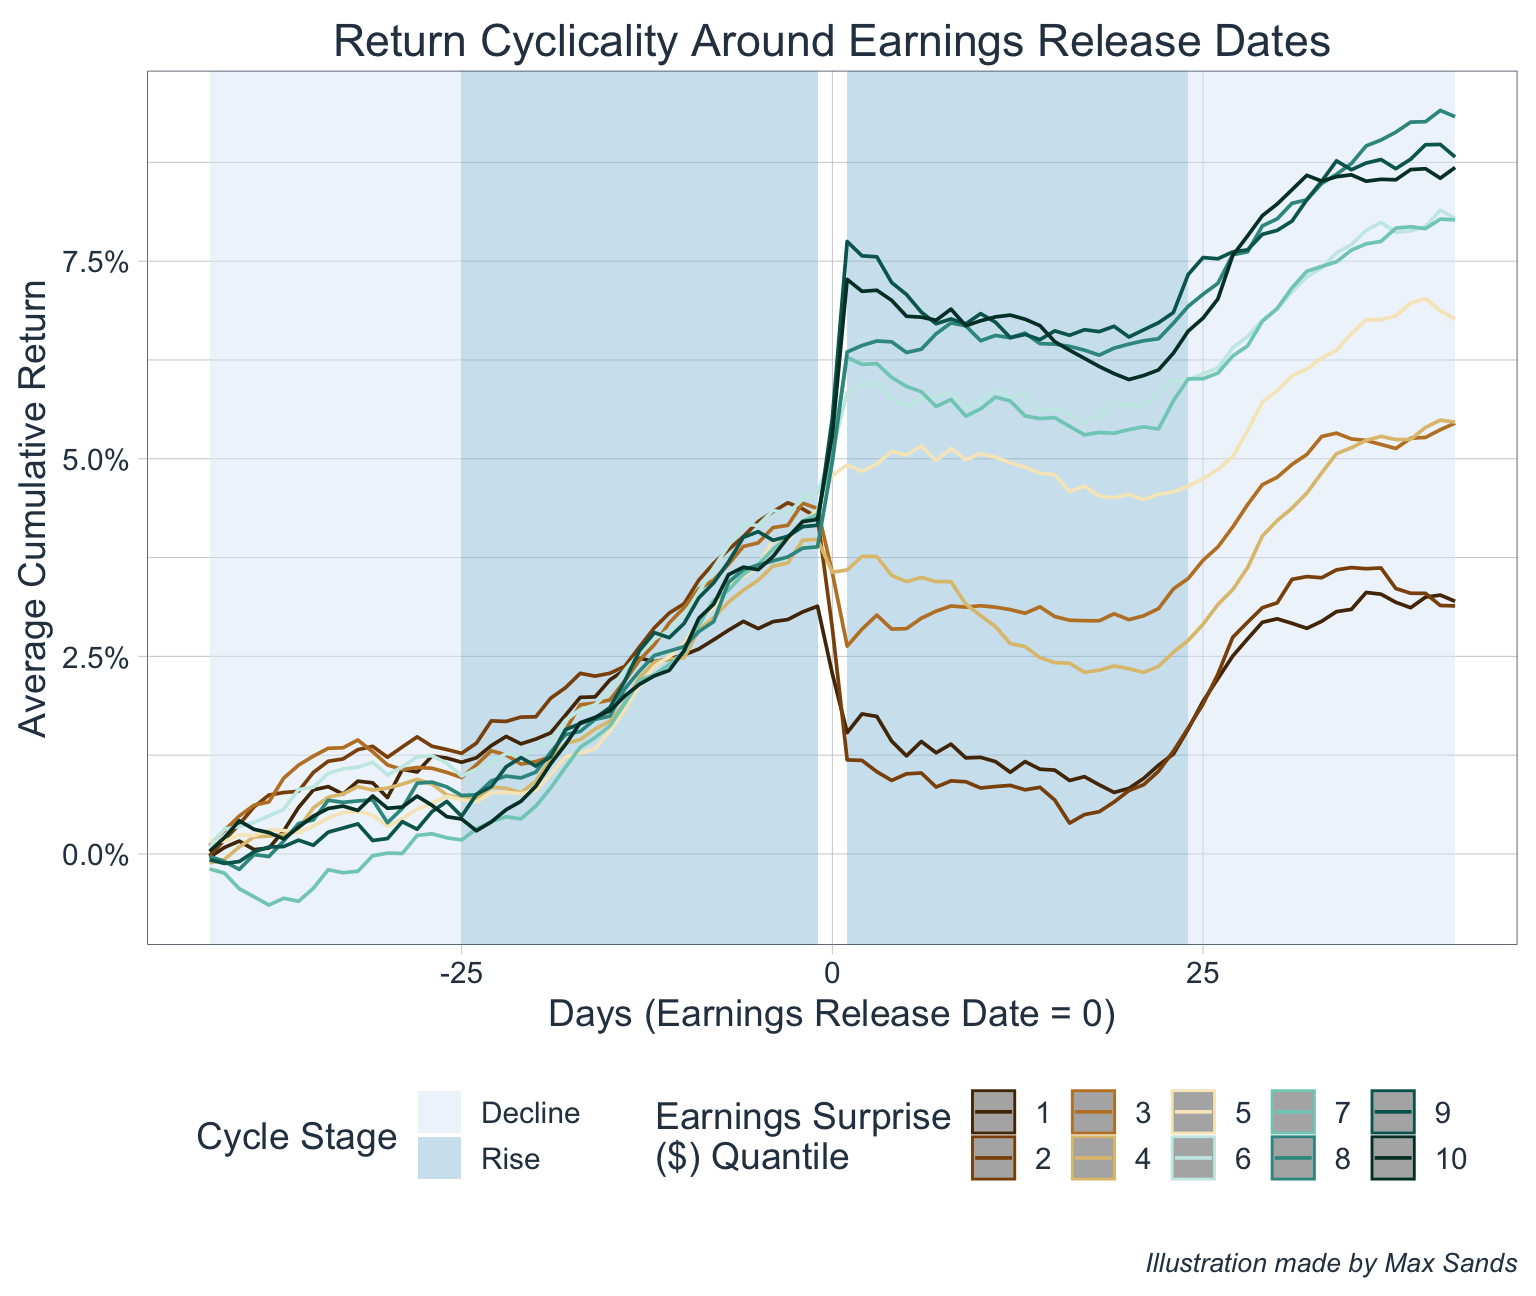 Return Cyclicality Around Earnings Release Dates
Average Cumulative Return
7.5%
5.0%
2.5%
0.0%
-25 0 25
Days (Earnings Release Date = 0)
Cycle Stage
Decline
Rise
Earnings Surprise
($) Quantile
1 3 5 7 9
2 4 6 8 10
Illustration made by Max Sands